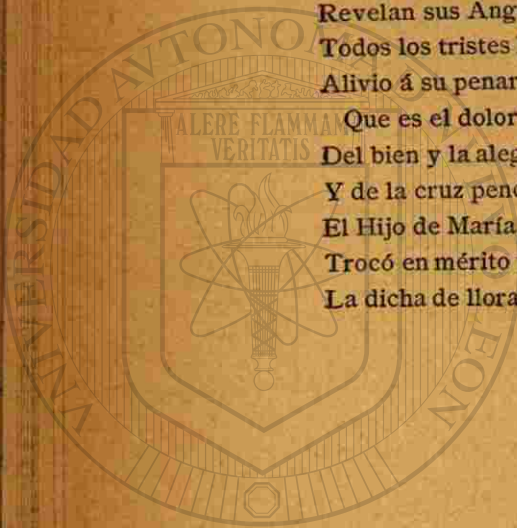 Revelan sus Ang
Todos los tristes
Alivio á su penar
Que es el dolor
Del bien y la aleg
Y de la cruz pend
El Hijo de María
Trocó en mérito
La dicha de llora
ALERE FLAMMAM
VERITATIS